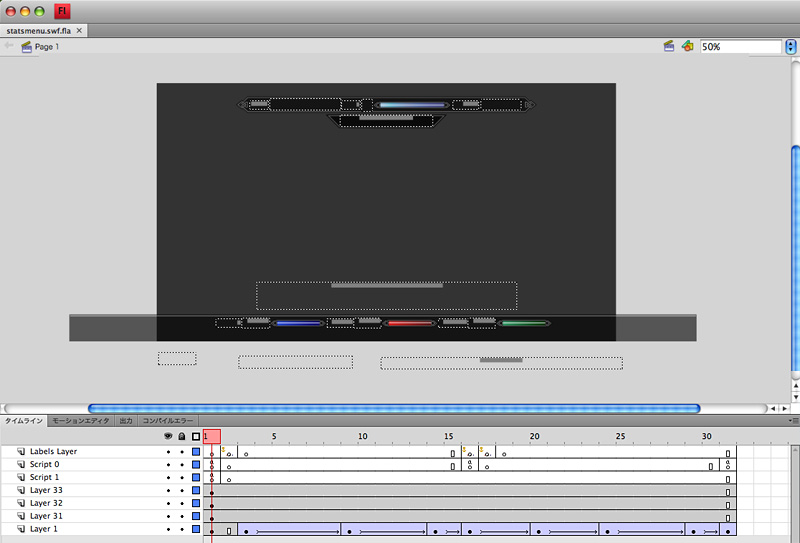 Fl
statsmenu.swf.fla ×
Page 1
50%
タイムライン モーションエディタ 出力 コンパイルエラー
1 5 10 15 20 25 30
Labels Layer
Script 0
Script 1
Layer 33
Layer 32
Layer 31
Layer 1